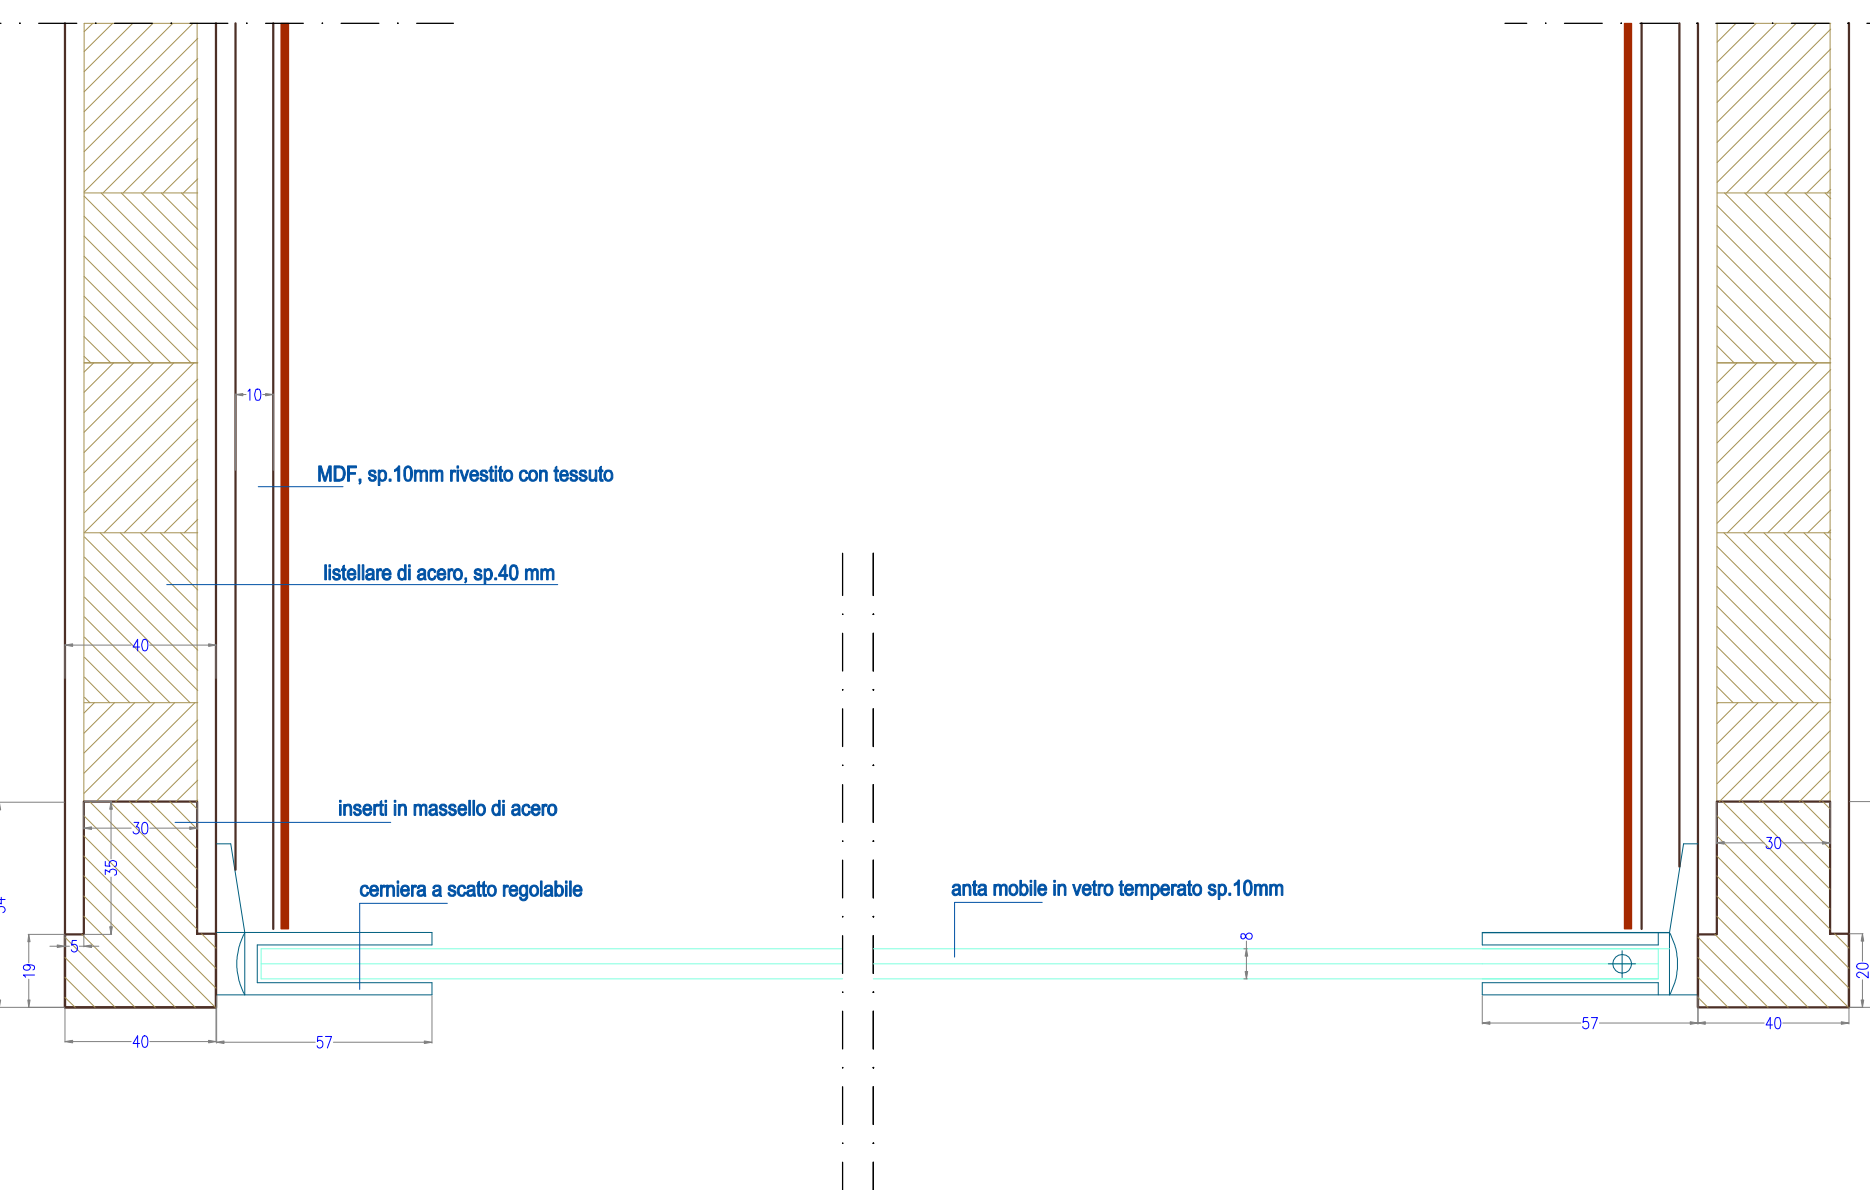 10
MDF, sp.10mm rivestito con tessuto
listellare di acero, sp.40 mm
40
inserti in massello di acero
30
30
35
cerniera a scatto regolabile
anta mobile in vetro temperato sp.10mm
5
8
19
20
40
57
57
40